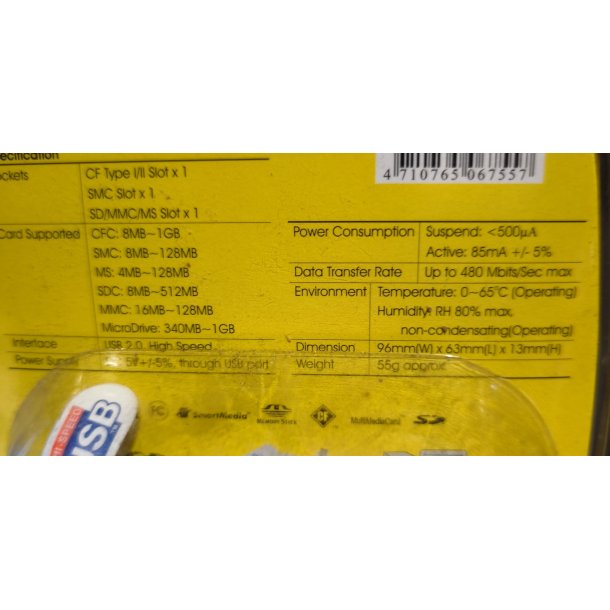 ecification
ockets CF Type I/II Slot x 1
SMC Slot x 1
SD/MMC/MS Slot x 1
Card Supported CFC: 8MB~1GB
SMC: 8MB~128MB
MS: 4MB~128MB
SDC: 8MB~512MB
MMC: 16MB~128MB
MicroDrive: 340MB~1GB
Interface USB 2.0, High Speed
Power Supply 5V+/-5%, through USB port
4 710765 067557
Power Consumption Suspend: <500µA
Active: 85mA +/- 5%
Data Transfer Rate Up to 480 Mbits/Sec max
Environment Temperature: 0~65°C (Operating)
Humidity: RH 80% max,
non-condensating(Operating)
Dimension 96mm(W) x 63mm(L) x 13mm(H)
Weight 55g approx
HI-SPEED
USB
FC SmartMedia MEMORY STICK CF MultiMediaCard SD